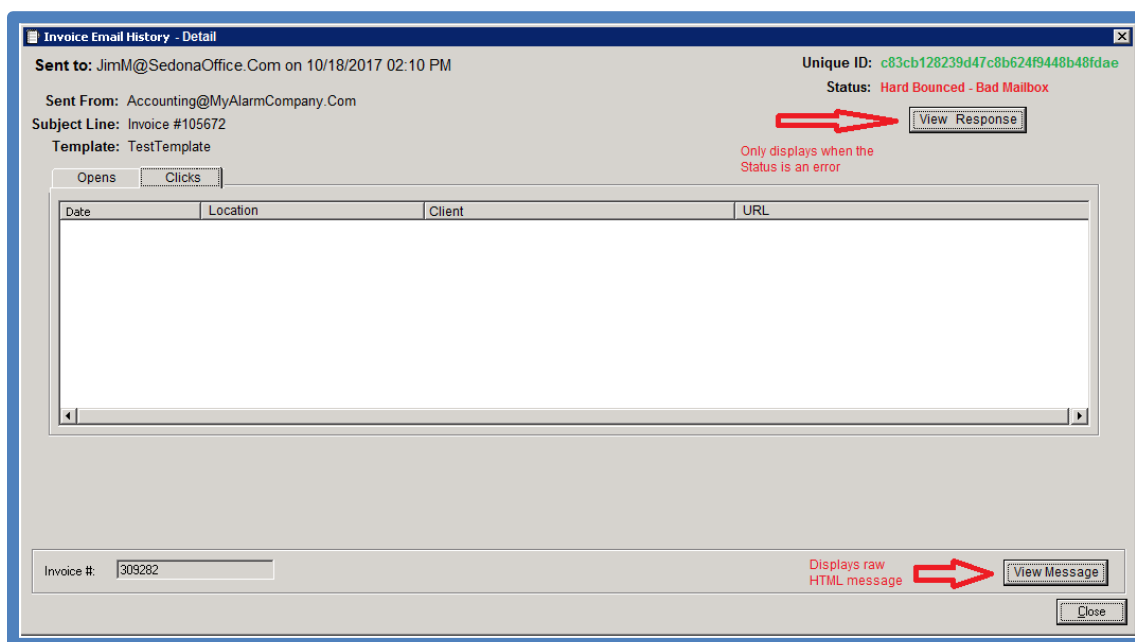 Invoice Email History - Detail
Sent to: JimM@SedonaOffice.Com on 10/18/2017 02:10 PM
Unique ID: c83cb128239d47c8b624f9448b48fdae
Status: Hard Bounced - Bad Mailbox
Sent From: Accounting@MyAlarmCompany.Com
View Response
Subject Line: Invoice #105672
Template: TestTemplate
Only displays when the
Status is an error
Opens Clicks
Date Location Client URL
Invoice #: 309282
Displays raw
HTML message
View Message
Close